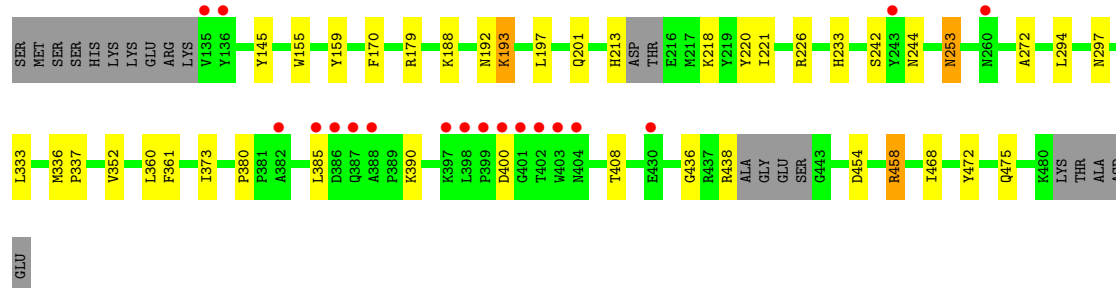 SER MET SER SER HIS LYS LYS GLU ARG LYS V135 Y136 Y145 W155 Y159 F170 R179 K188 N192 K193 L197 Q201 H213 ASP THR E216 M217 K218 Y219 Y220 I221 R226 H233 S242 Y243 N244 N253 N260 A272 L294 N297
L333 M336 P337 V352 L360 F361 I373 P380 P381 A382 L385 D386 Q387 A388 P389 K390 K397 L398 P399 D400 G401 T402 W403 N404 T408 E430 G436 R437 R438 ALA GLY GLU SER G443 D454 R458 I468 Y472 Q475 K480 LYS THR ALA ASP
GLU